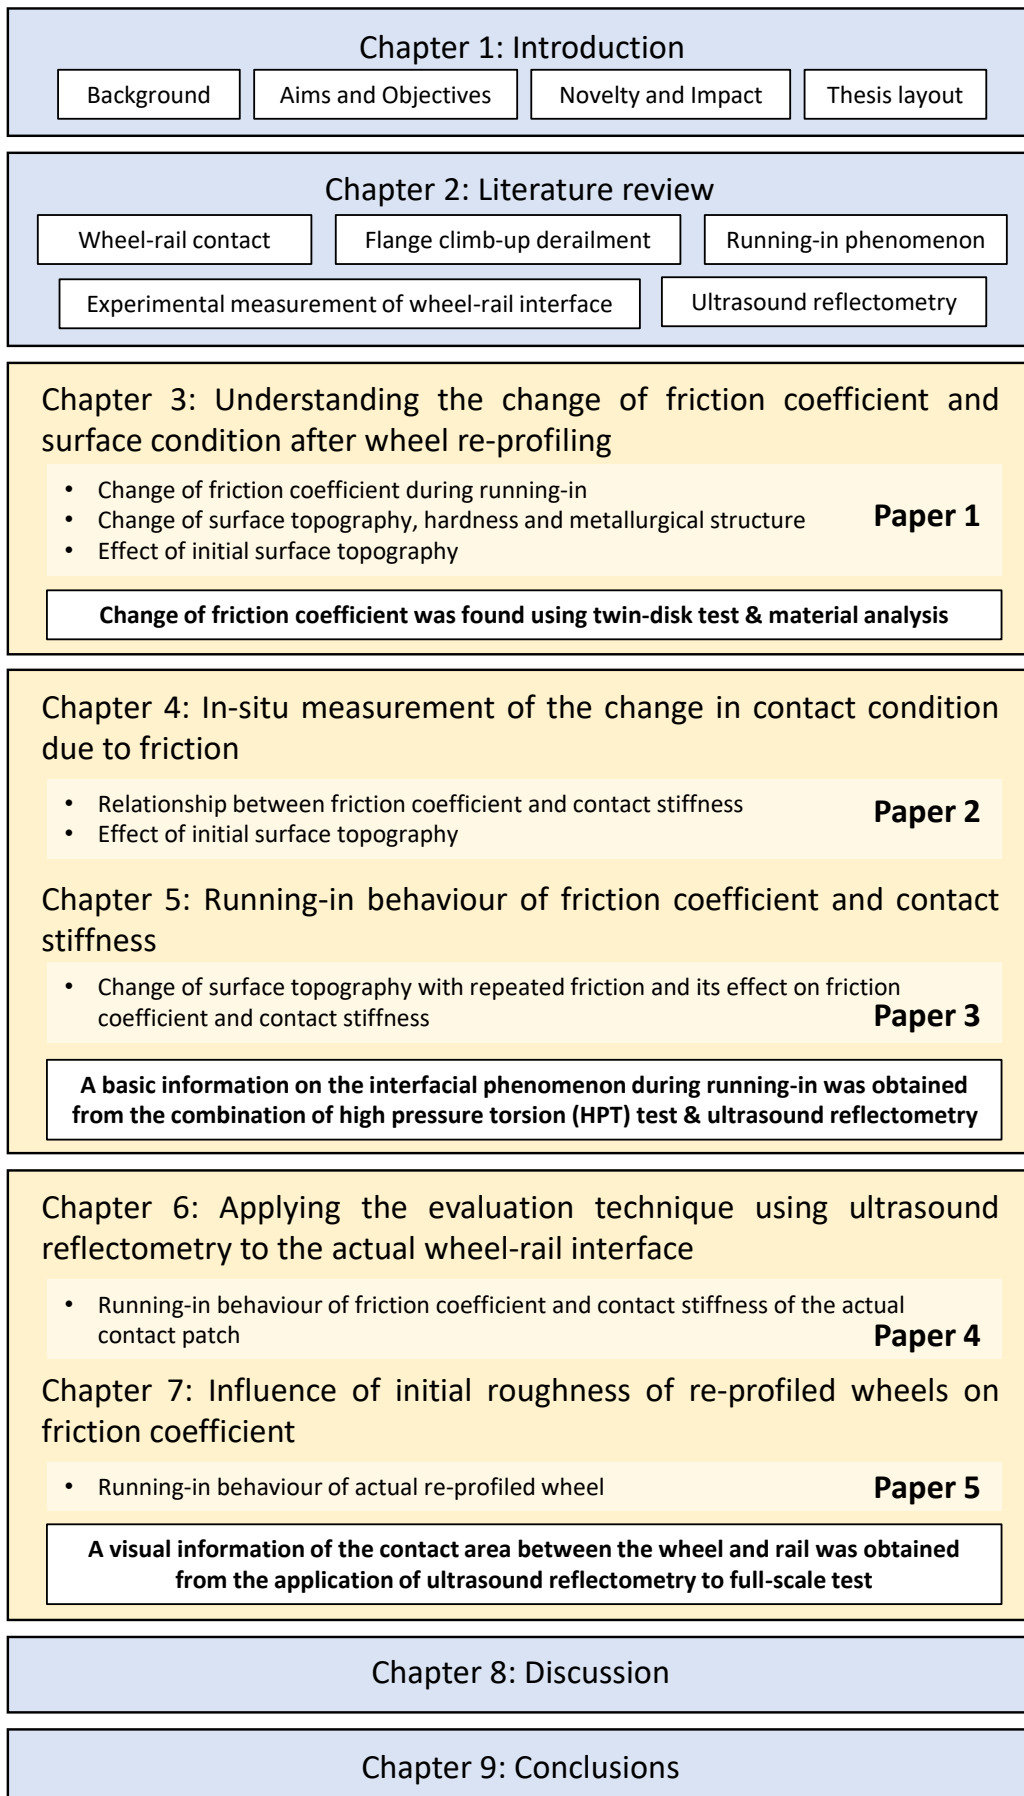 Chapter 1: Introduction
Background
Aims and Objectives
Novelty and Impact
Thesis layout
Chapter 2: Literature review
Wheel-rail contact
Flange climb-up derailment
Running-in phenomenon
Experimental measurement of wheel-rail interface
Ultrasound reflectometry
Chapter 3: Understanding the change of friction coefficient and
surface condition after wheel re-profiling
• Change of friction coefficient during running-in
• Change of surface topography, hardness and metallurgical structure
• Effect of initial surface topography
Paper 1
Change of friction coefficient was found using twin-disk test & material analysis
Chapter 4: In-situ measurement of the change in contact condition
due to friction
• Relationship between friction coefficient and contact stiffness
• Effect of initial surface topography
Paper 2
Chapter 5: Running-in behaviour of friction coefficient and contact
stiffness
• Change of surface topography with repeated friction and its effect on friction
coefficient and contact stiffness
Paper 3
A basic information on the interfacial phenomenon during running-in was obtained
from the combination of high pressure torsion (HPT) test & ultrasound reflectometry
Chapter 6: Applying the evaluation technique using ultrasound
reflectometry to the actual wheel-rail interface
• Running-in behaviour of friction coefficient and contact stiffness of the actual
contact patch
Paper 4
Chapter 7: Influence of initial roughness of re-profiled wheels on
friction coefficient
• Running-in behaviour of actual re-profiled wheel
Paper 5
A visual information of the contact area between the wheel and rail was obtained
from the application of ultrasound reflectometry to full-scale test
Chapter 8: Discussion
Chapter 9: Conclusions